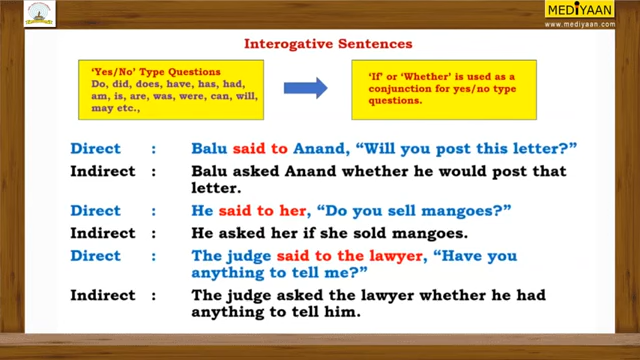 MEDIYAAN
www.mediyaan.com
Interogative Sentences
‘Yes/No’ Type Questions
Do, did, does, have, has, had,
am, is, are, was, were, can, will,
may etc.,
‘If’ or ‘Whether’ is used as a
conjunction for yes/no type
questions.
Direct : Balu said to Anand, “Will you post this letter?”
Indirect : Balu asked Anand whether he would post that
letter.
Direct : He said to her, “Do you sell mangoes?”
Indirect : He asked her if she sold mangoes.
Direct : The judge said to the lawyer, “Have you
anything to tell me?”
Indirect : The judge asked the lawyer whether he had
anything to tell him.